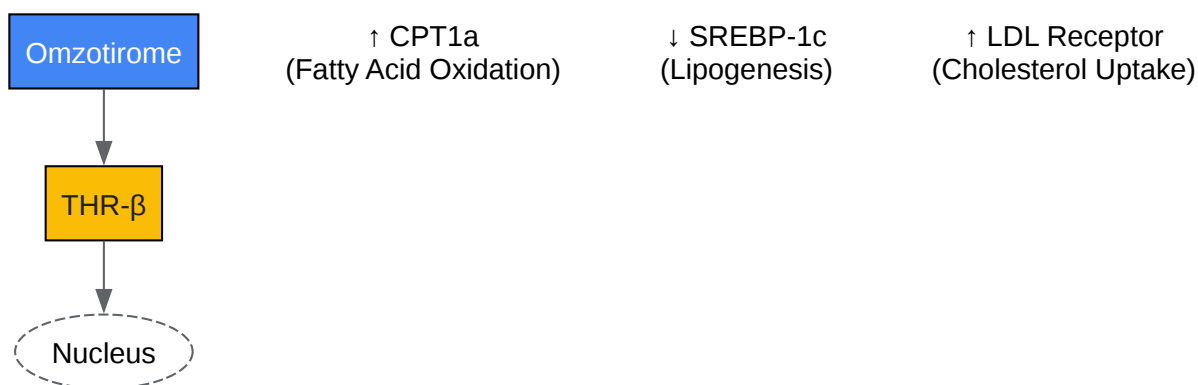 Omzotirome
↑ CPT1a
(Fatty Acid Oxidation)
↓ SREBP-1c
(Lipogenesis)
↑ LDL Receptor
(Cholesterol Uptake)
THR-β
Nucleus